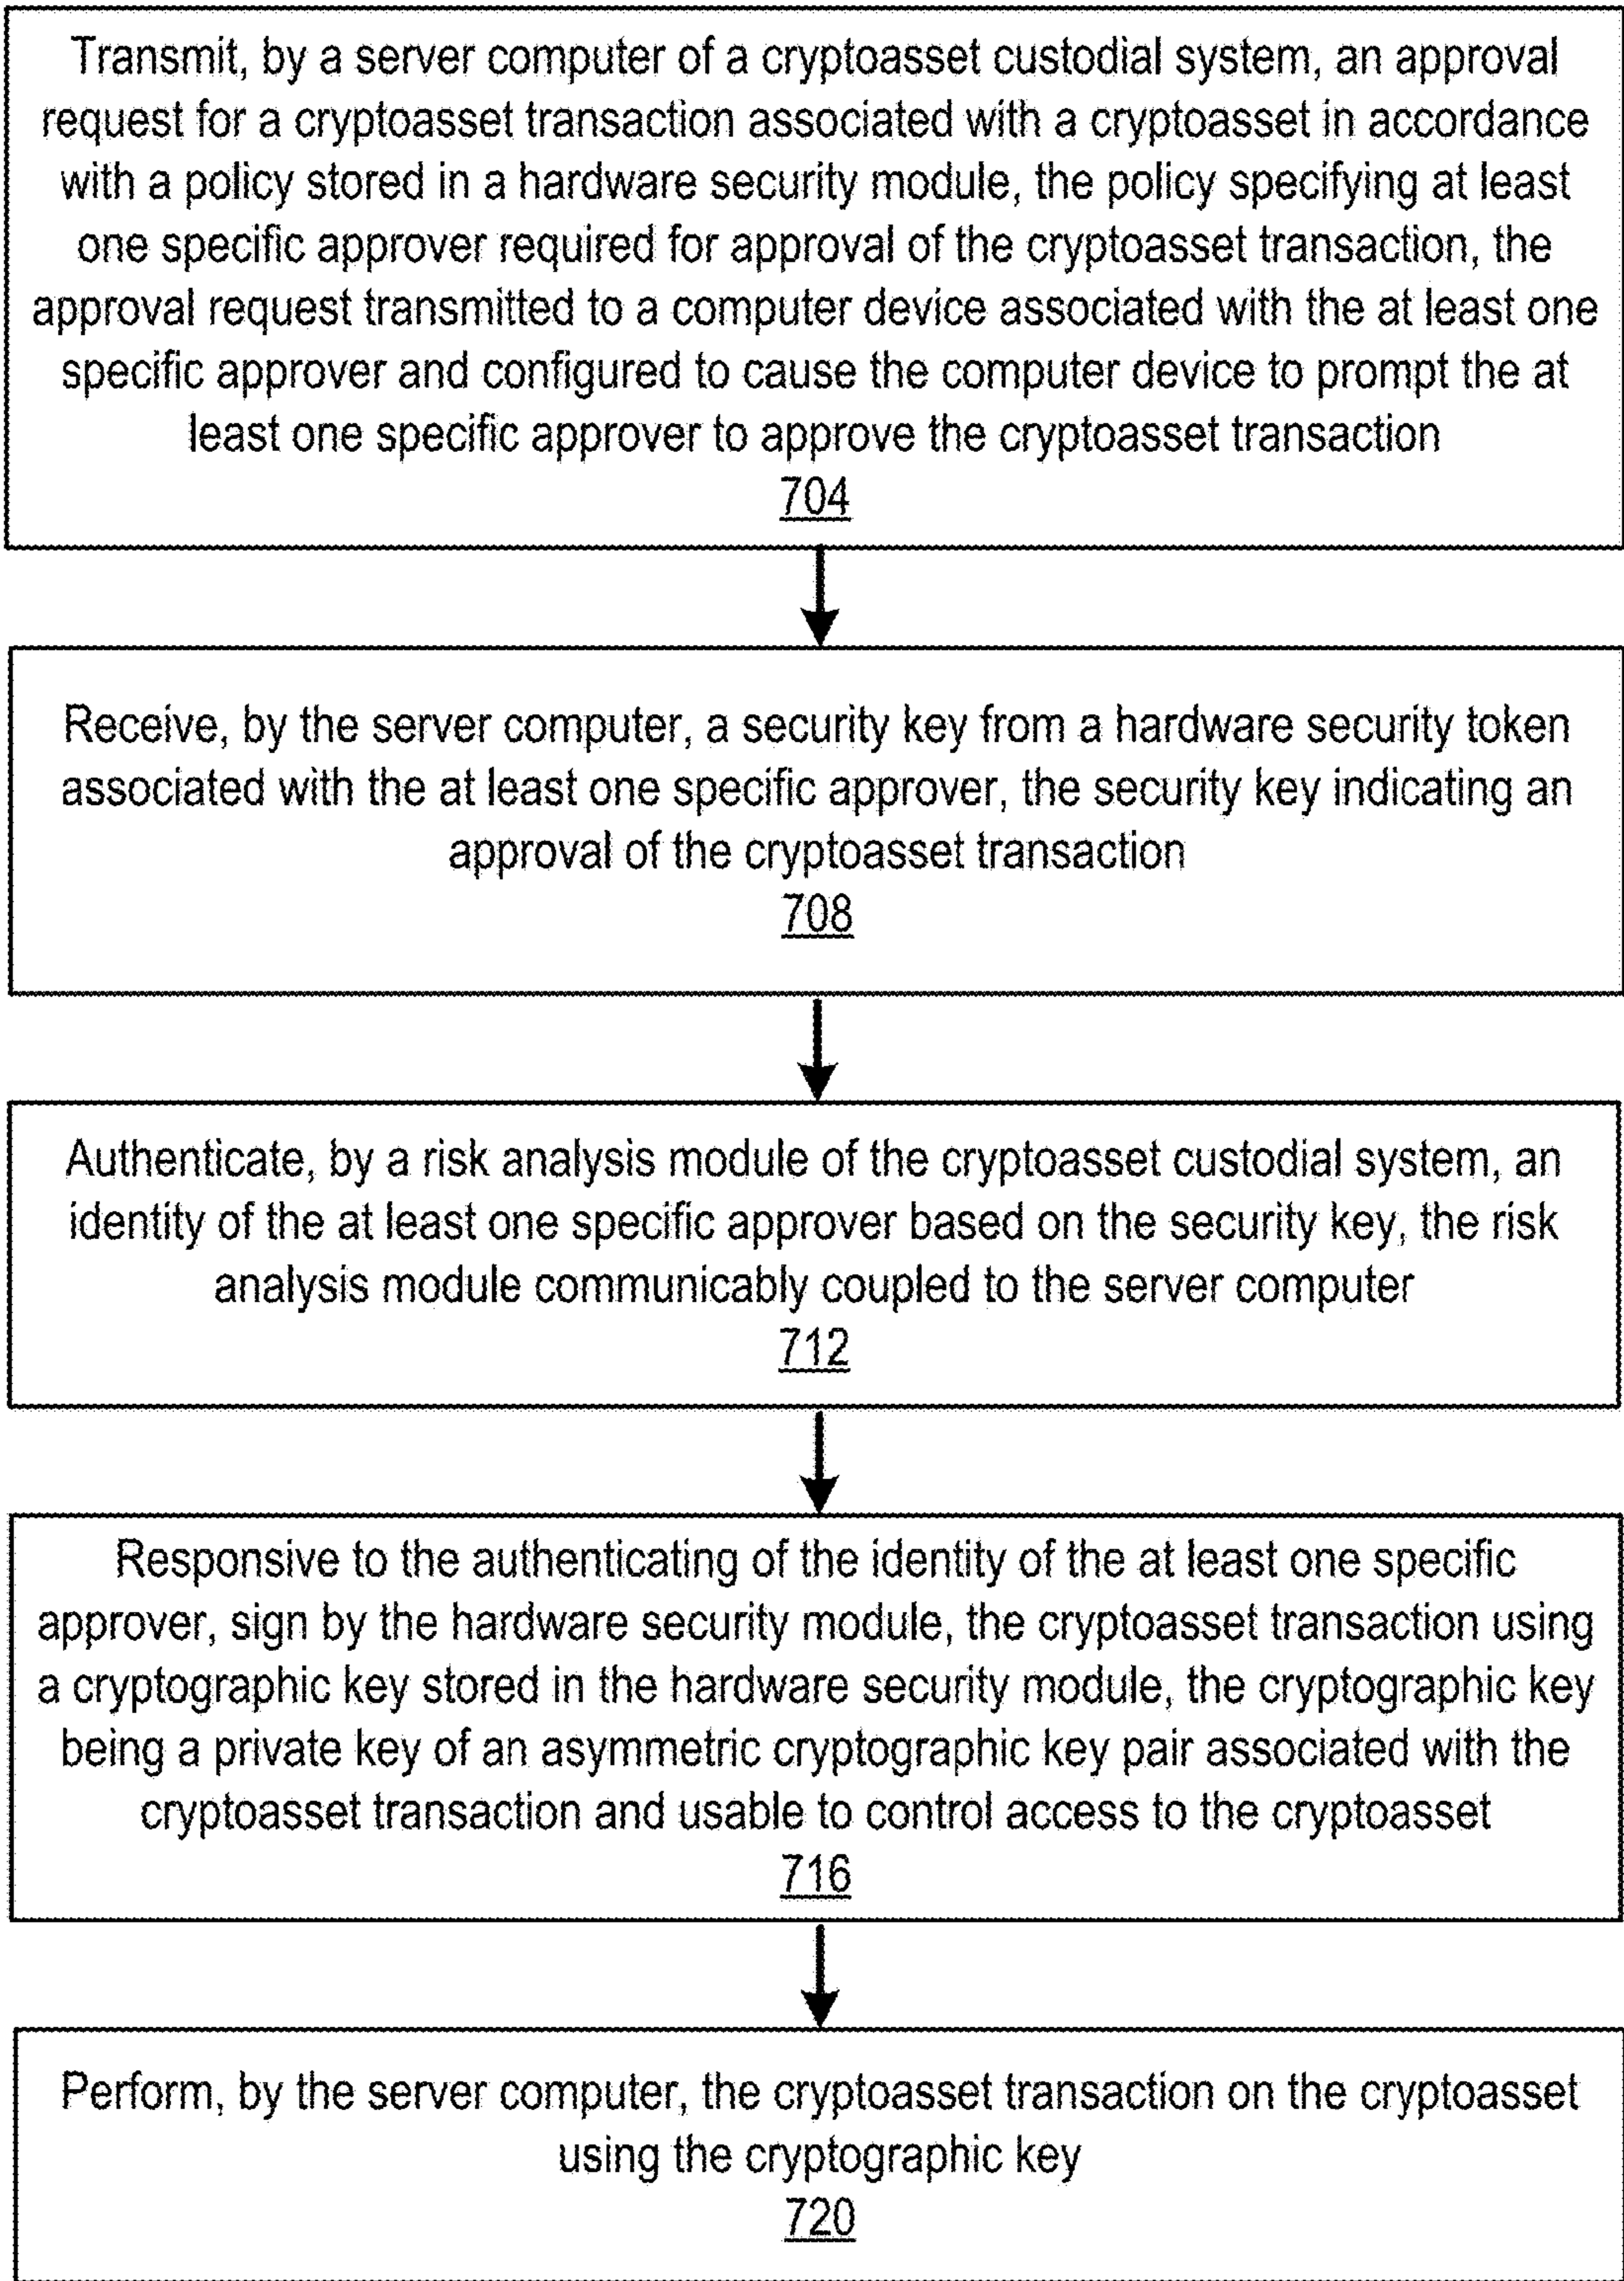 Transmit, by a server computer of a cryptoasset custodial system, an approval
request for a cryptoasset transaction associated with a cryptoasset in accordance
with a policy stored in a hardware security module, the policy specifying at least
one specific approver required for approval of the cryptoasset transaction, the
approval request transmitted to a computer device associated with the at least one
specific approver and configured to cause the computer device to prompt the at
least one specific approver to approve the cryptoasset transaction
704
Receive, by the server computer, a security key from a hardware security token
associated with the at least one specific approver, the security key indicating an
approval of the cryptoasset transaction
708
Authenticate, by a risk analysis module of the cryptoasset custodial system, an
identity of the at least one specific approver based on the security key, the risk
analysis module communicably coupled to the server computer
712
Responsive to the authenticating of the identity of the at least one specific
approver, sign by the hardware security module, the cryptoasset transaction using
a cryptographic key stored in the hardware security module, the cryptographic key
being a private key of an asymmetric cryptographic key pair associated with the
cryptoasset transaction and usable to control access to the cryptoasset
716
Perform, by the server computer, the cryptoasset transaction on the cryptoasset
using the cryptographic key
720